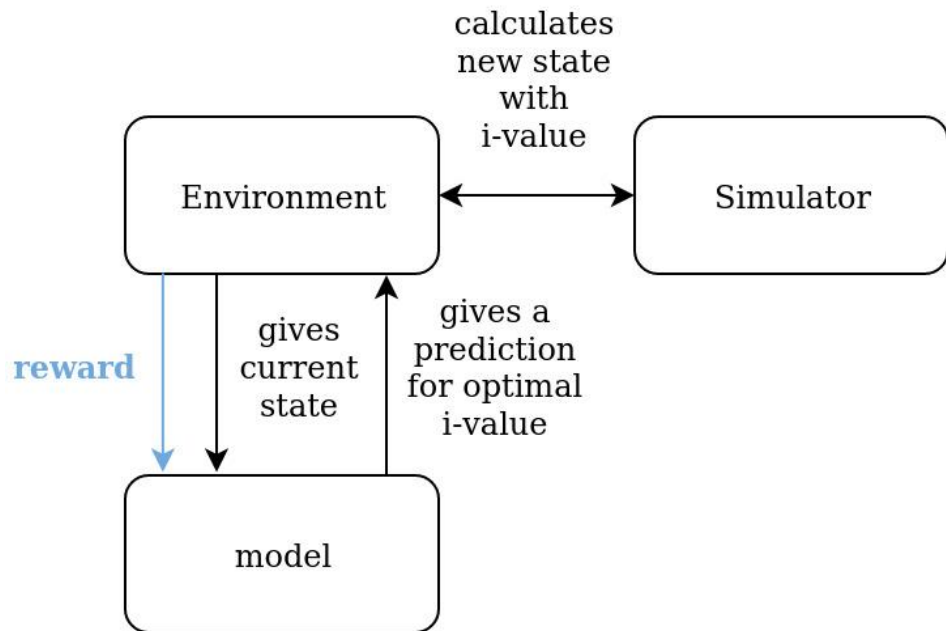 calculates
new state
with
i-value
Environment
Simulator
reward
gives
current
state
gives a
prediction
for optimal
i-value
model